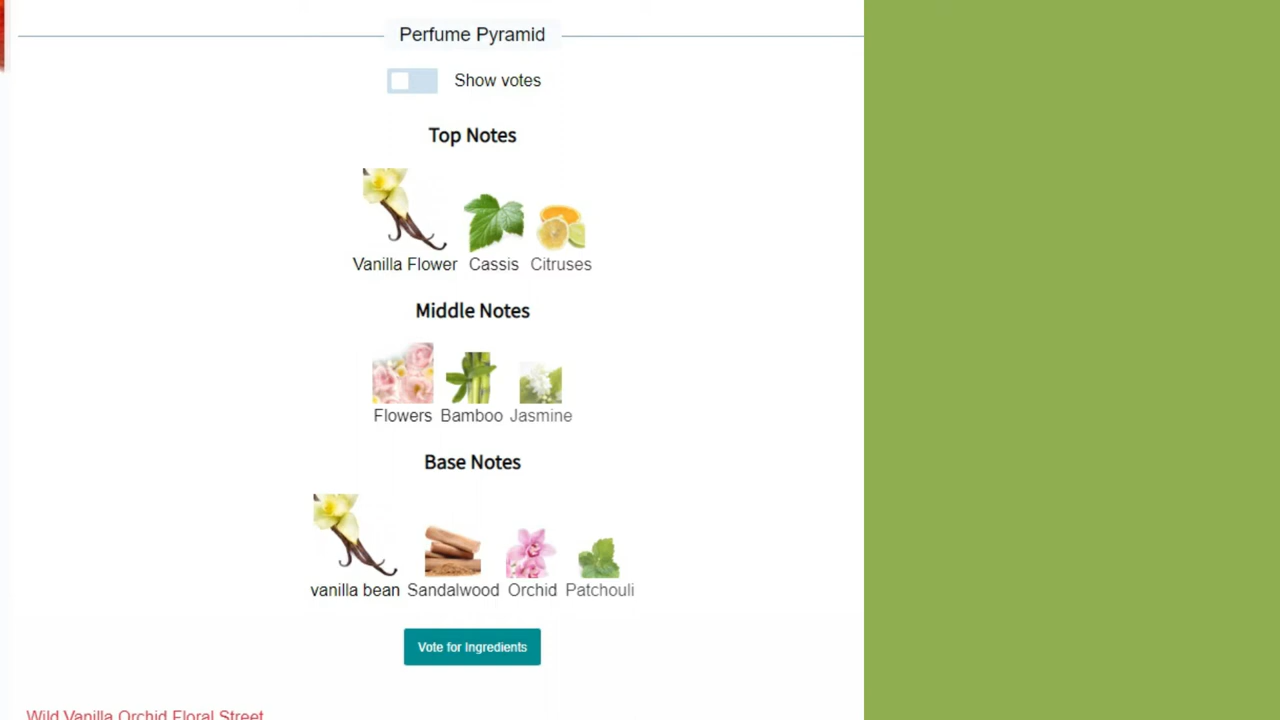 Perfume Pyramid
Show votes
Top Notes
Vanilla Flower Cassis Citruses
Middle Notes
Flowers Bamboo Jasmine
Base Notes
vanilla bean Sandalwood Orchid Patchouli
Vote for Ingredients
Wild Vanilla Orchid Floral Street